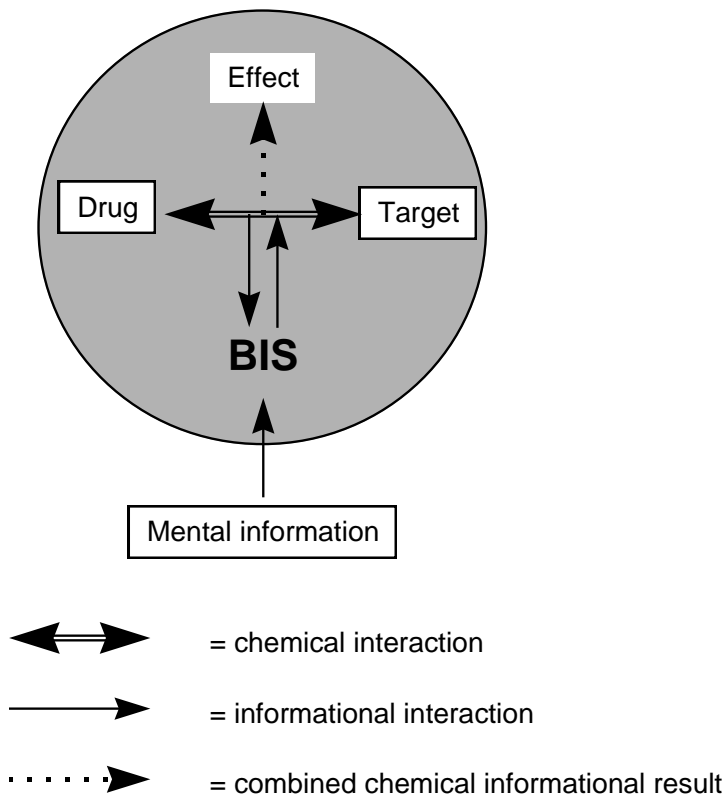 Effect
Drug
Target
BIS
Mental information
= chemical interaction
= informational interaction
= combined chemical informational result